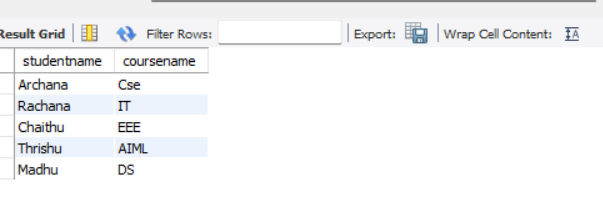 Result Grid Filter Rows: Export: Wrap Cell Content: IA
studentname coursename
Archana Cse
Rachana IT
Chaithu EEE
Thrishu AIML
Madhu DS